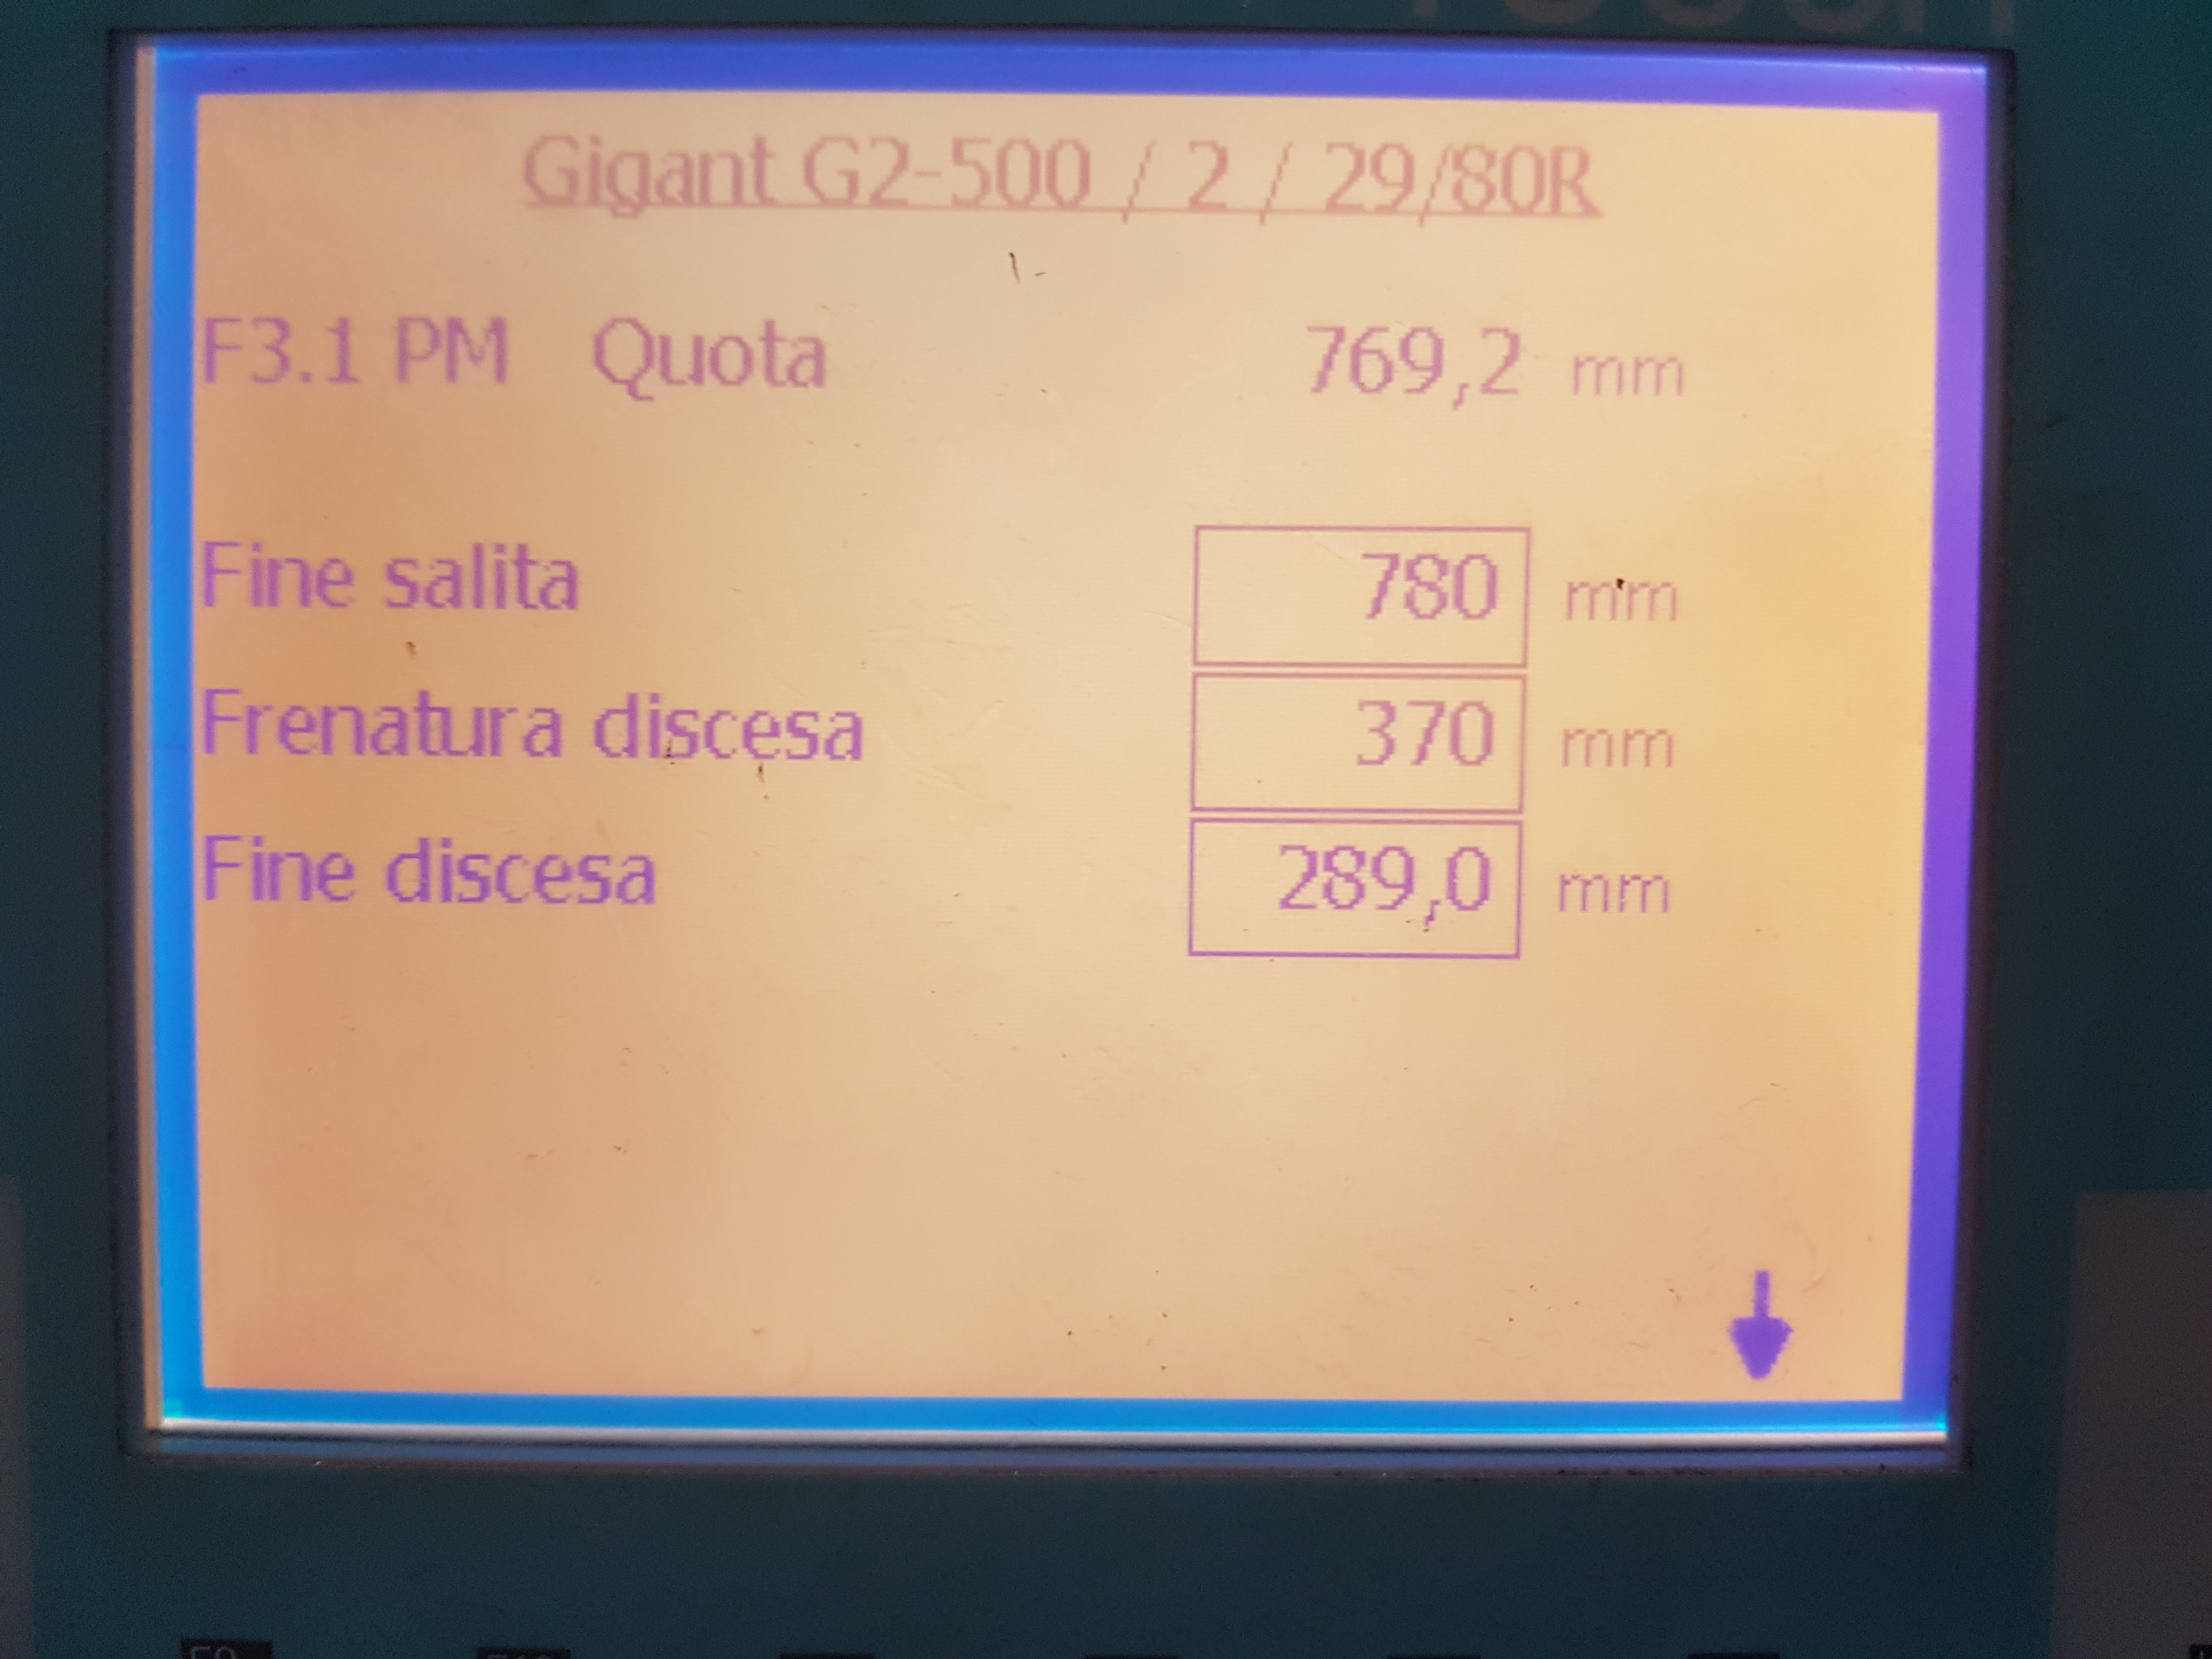 Gigant G2-500 / 2 / 29/80R
F3.1 PM Quota 769,2 mm
Fine salita 780 mm
Frenatura discesa 370 mm
Fine discesa 289,0 mm